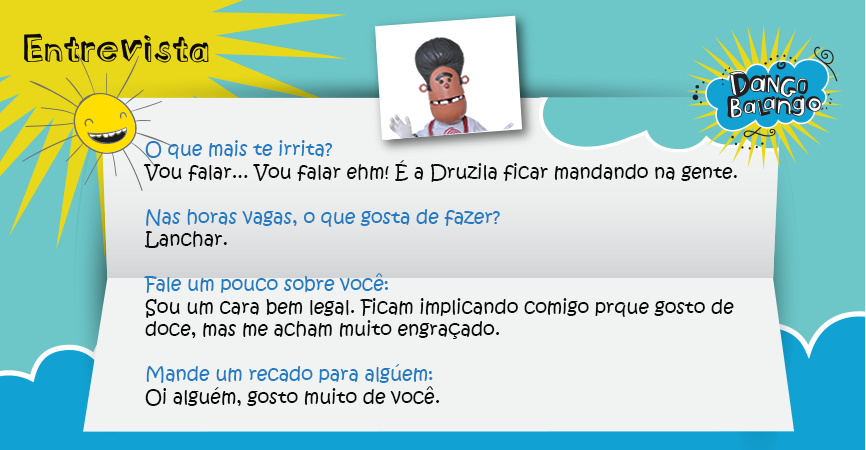 Entrevista
Dango
Balango
O que mais te irrita?
Vou falar... Vou falar ehm! É a Druzila ficar mandando na gente.
Nas horas vagas, o que gosta de fazer?
Lanchar.
Fale um pouco sobre você:
Sou um cara bem legal. Ficam implicando comigo prque gosto de
doce, mas me acham muito engraçado.
Mande um recado para algúem:
Oi alguém, gosto muito de você.